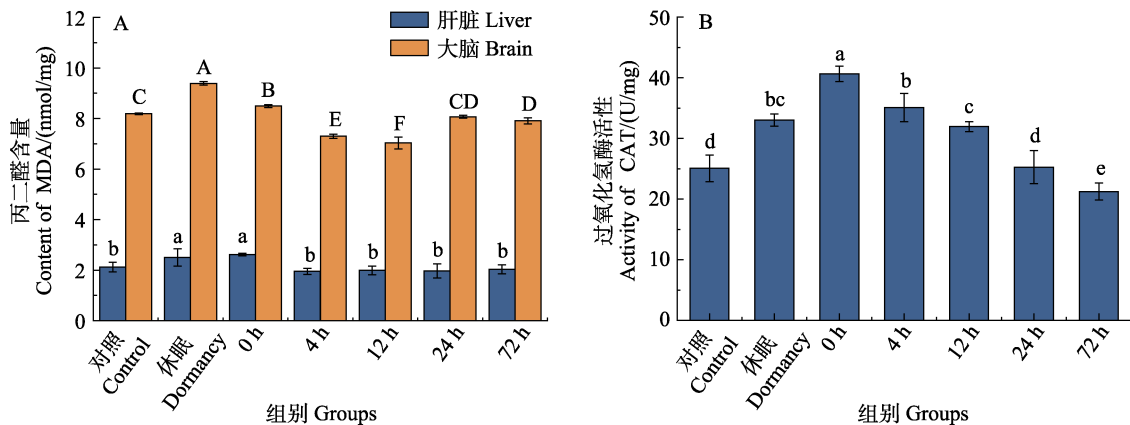 A
肝脏 Liver
大脑 Brain
丙二醛含量
Content of MDA/(nmol/mg)
12
10
8
6
4
2
0
C
A
B
E
F
CD
D
b
a
a
b
b
b
b
对照
Control
休眠
Dormancy
0 h
4 h
12 h
24 h
72 h
组别 Groups
B
过氧化氢酶活性
Activity of CAT/(U/mg)
50
40
30
20
10
0
d
bc
a
b
c
d
e
对照
Control
休眠
Dormancy
0 h
4 h
12 h
24 h
72 h
组别 Groups